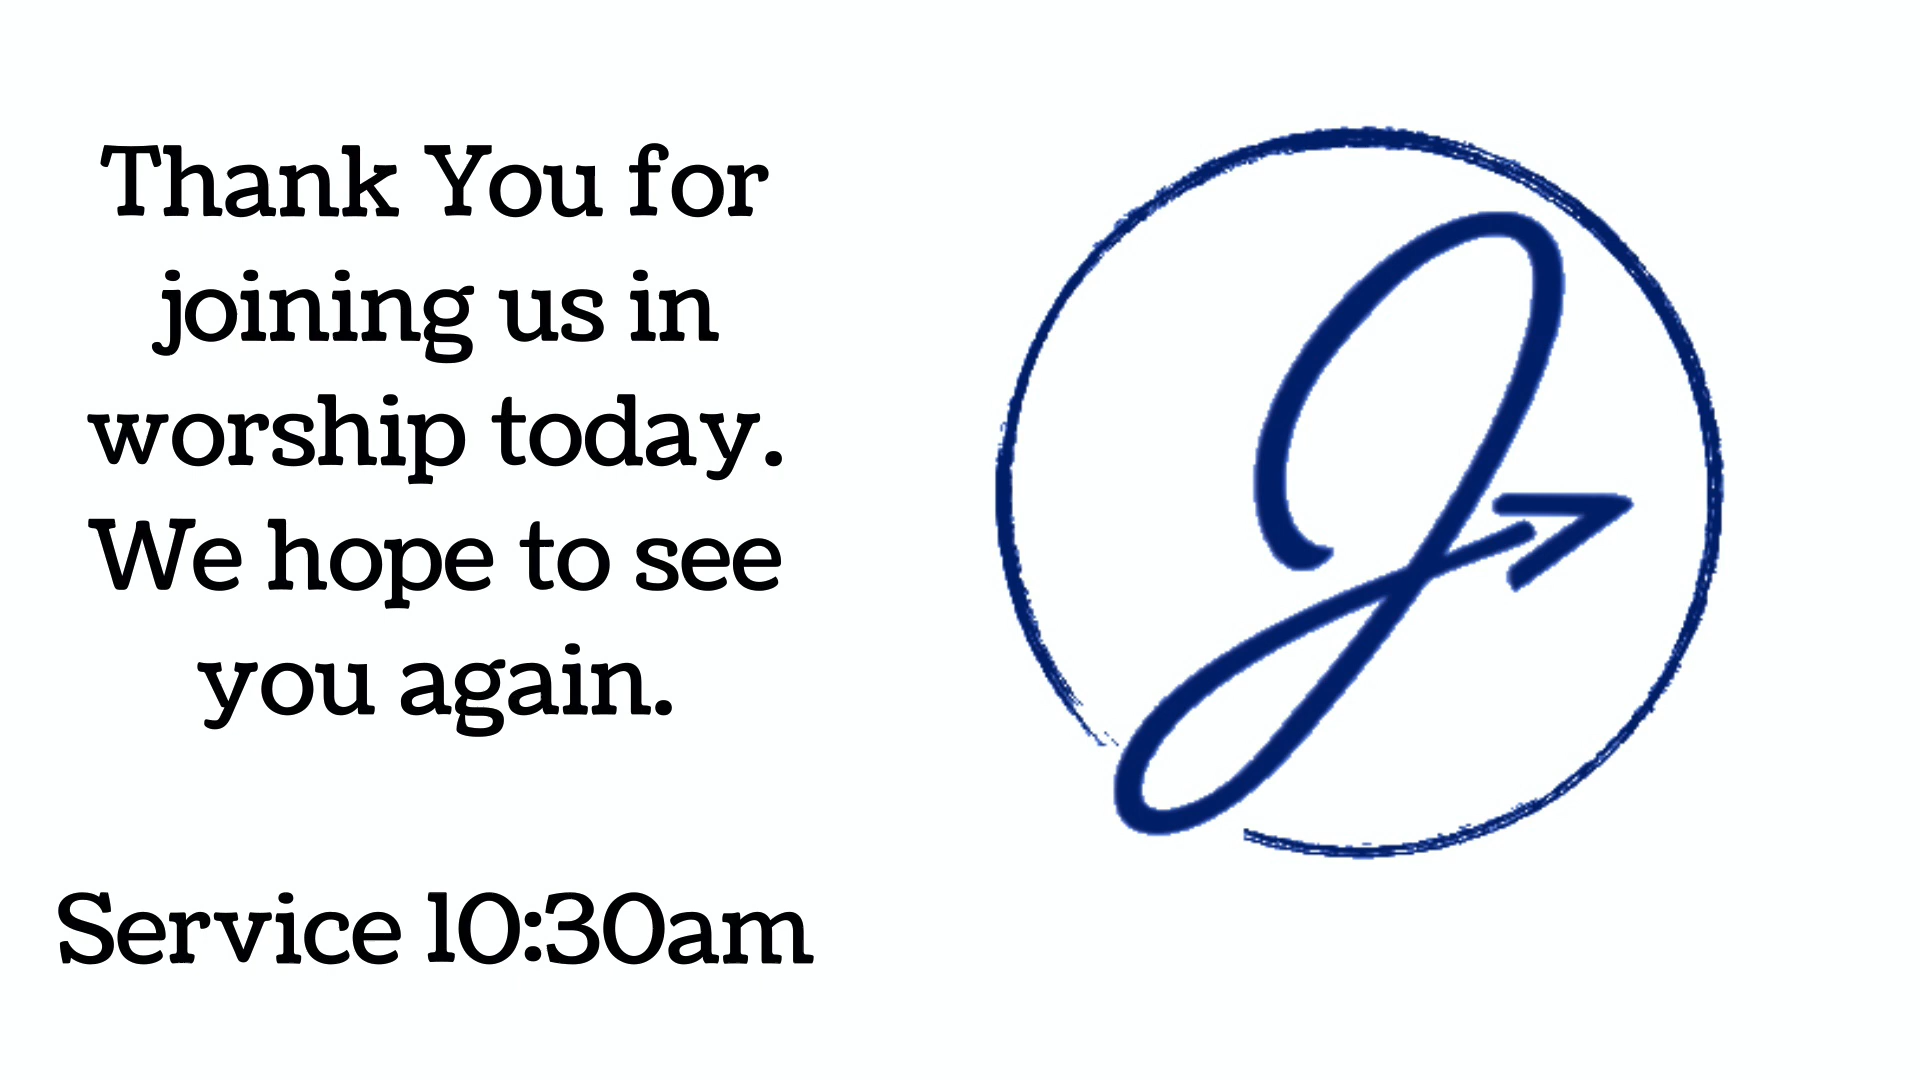 Thank You for
joining us in
worship today.
We hope to see
you again.
Service 10:30am
J